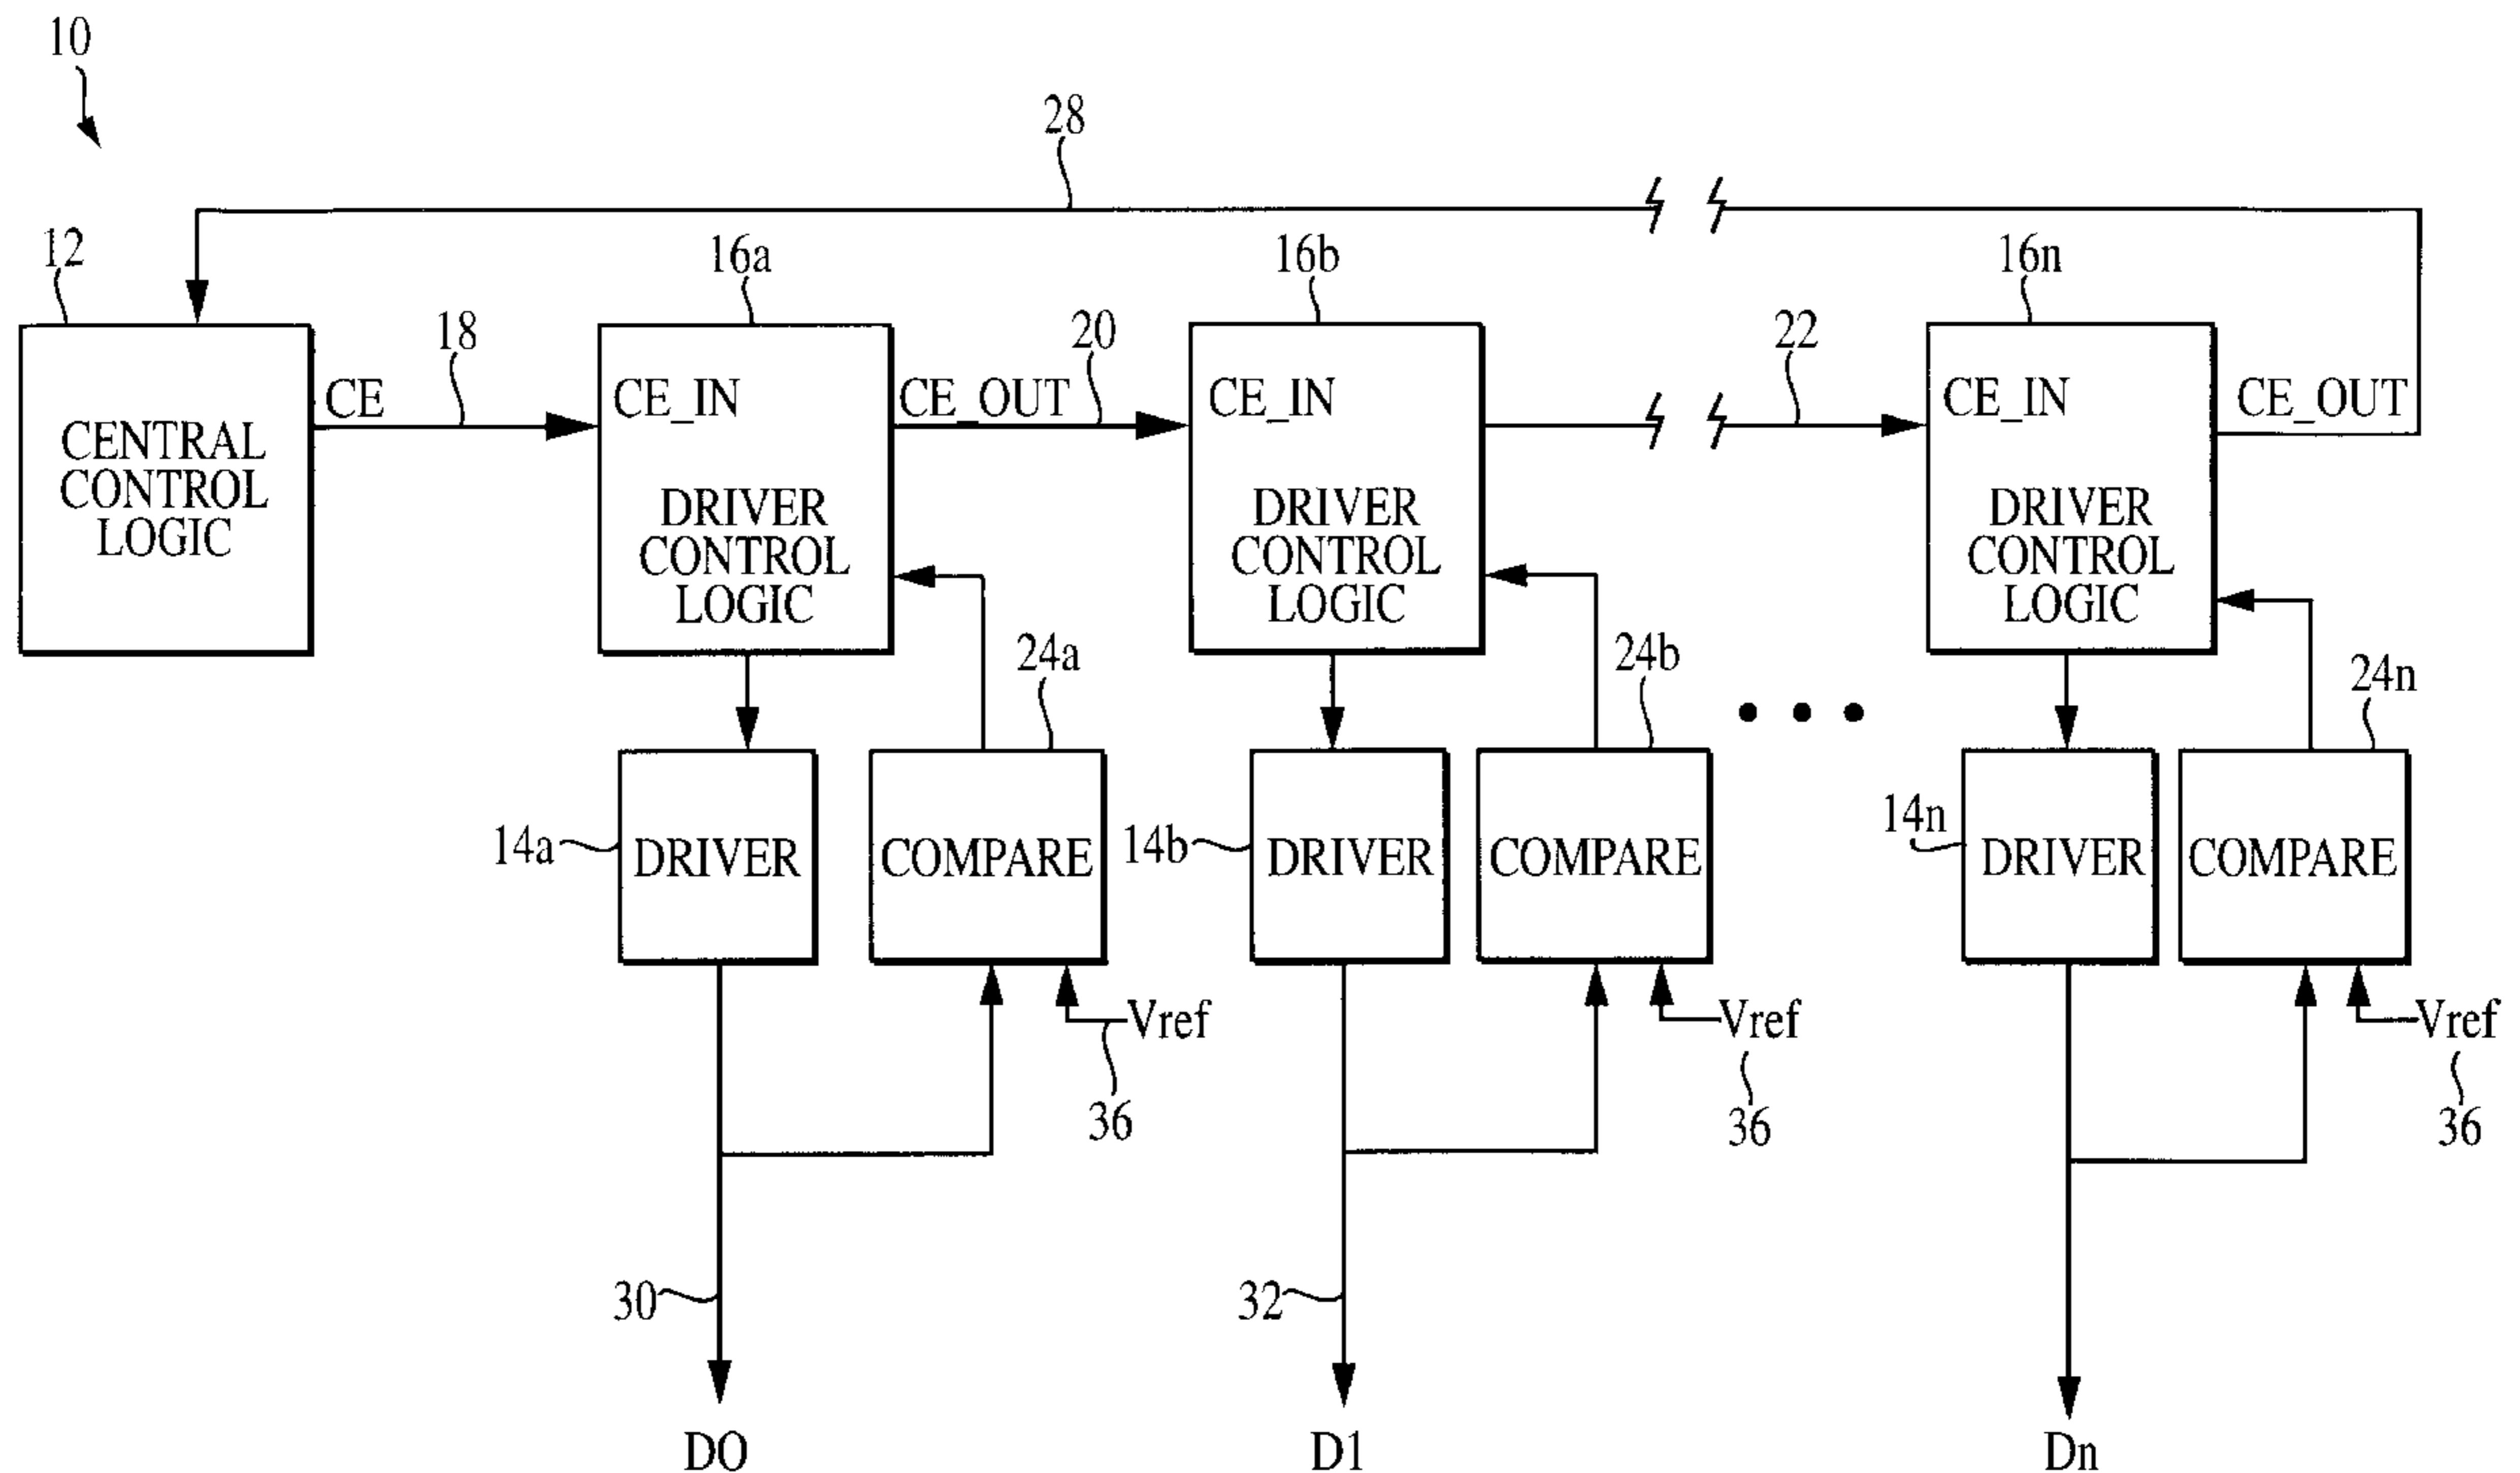 10
28
12
16a
16b
16n
18
20
22
CE
CE_IN
CE_OUT
CE_IN
CE_IN
CE_OUT
CENTRAL
CONTROL
LOGIC
DRIVER
CONTROL
LOGIC
DRIVER
CONTROL
LOGIC
DRIVER
CONTROL
LOGIC
24a
24b
24n
14a
DRIVER
COMPARE
14b
DRIVER
COMPARE
14n
DRIVER
COMPARE
Vref
36
Vref
36
Vref
36
30
32
D0
D1
Dn